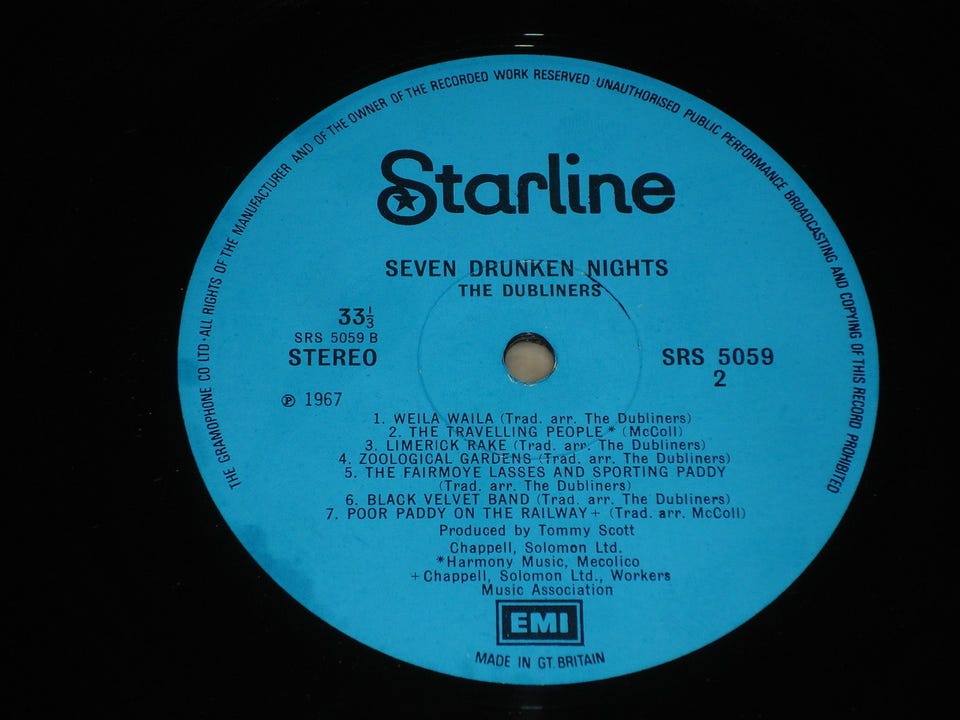 THE GRAMOPHONE CO LTD·ALL RIGHTS OF THE MANUFACTURER AND OF THE OWNER OF THE RECORDED WORK RESERVED·UNAUTHORISED PUBLIC PERFORMANCE BROADCASTING AND COPYING OF THIS RECORD PROHIBITED
Starline
SEVEN DRUNKEN NIGHTS
THE DUBLINERS
33⅓
SRS 5059 B
STEREO
SRS 5059
2
℗ 1967
1. WEILA WAILA (Trad. arr. The Dubliners)
2. THE TRAVELLING PEOPLE* (McColl)
3. LIMERICK RAKE (Trad. arr. The Dubliners)
4. ZOOLOGICAL GARDENS (Trad. arr. The Dubliners)
5. THE FAIRMOYE LASSES AND SPORTING PADDY
(Trad. arr. The Dubliners)
6. BLACK VELVET BAND (Trad. arr. The Dubliners)
7. POOR PADDY ON THE RAILWAY+ (Trad. arr. McColl)
Produced by Tommy Scott
Chappell, Solomon Ltd.
*Harmony Music, Mecolico
+Chappell, Solomon Ltd., Workers
Music Association
EMI
MADE IN GT. BRITAIN